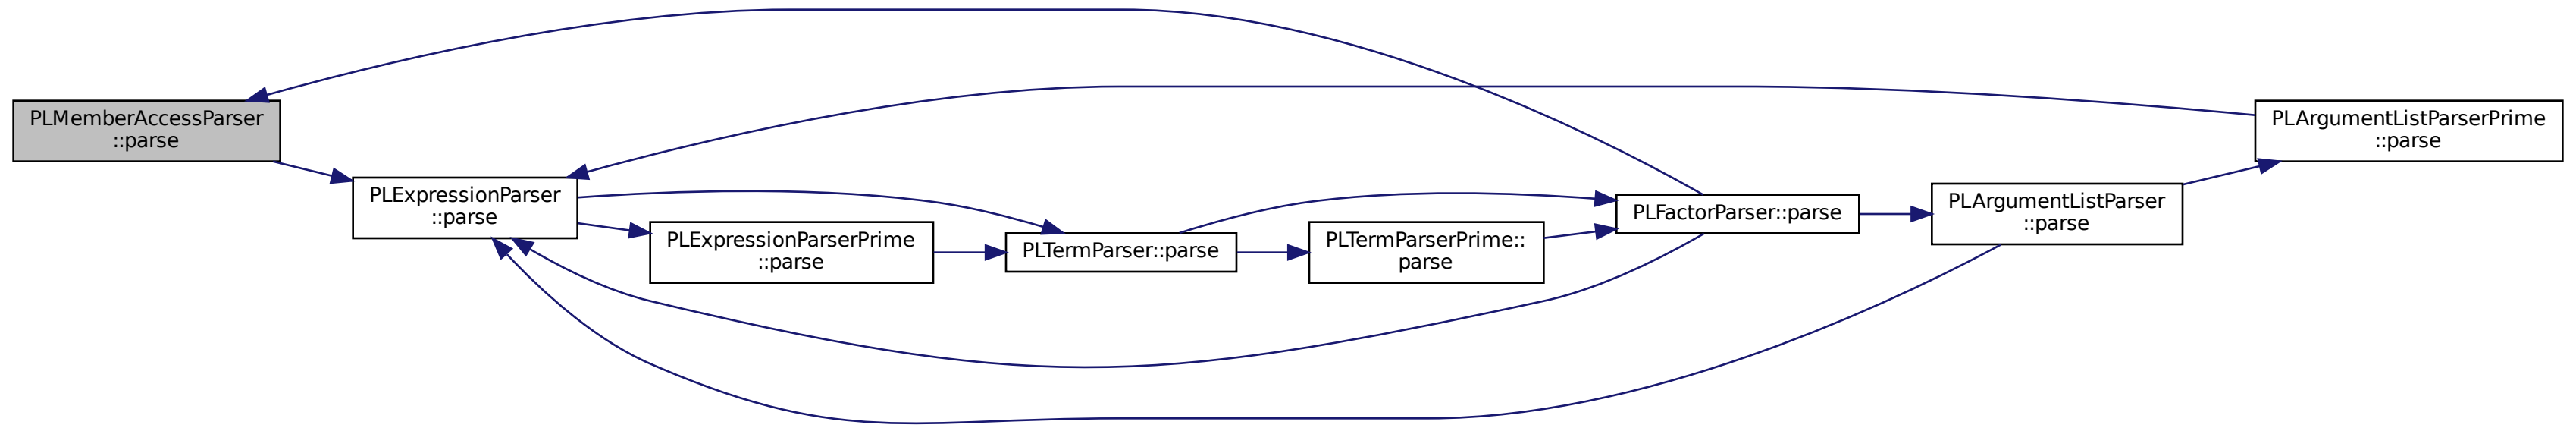 PLMemberAccessParser
::parse
PLExpressionParser
::parse
PLExpressionParserPrime
::parse
PLTermParser::parse
PLTermParserPrime::
parse
PLFactorParser::parse
PLArgumentListParser
::parse
PLArgumentListParserPrime
::parse